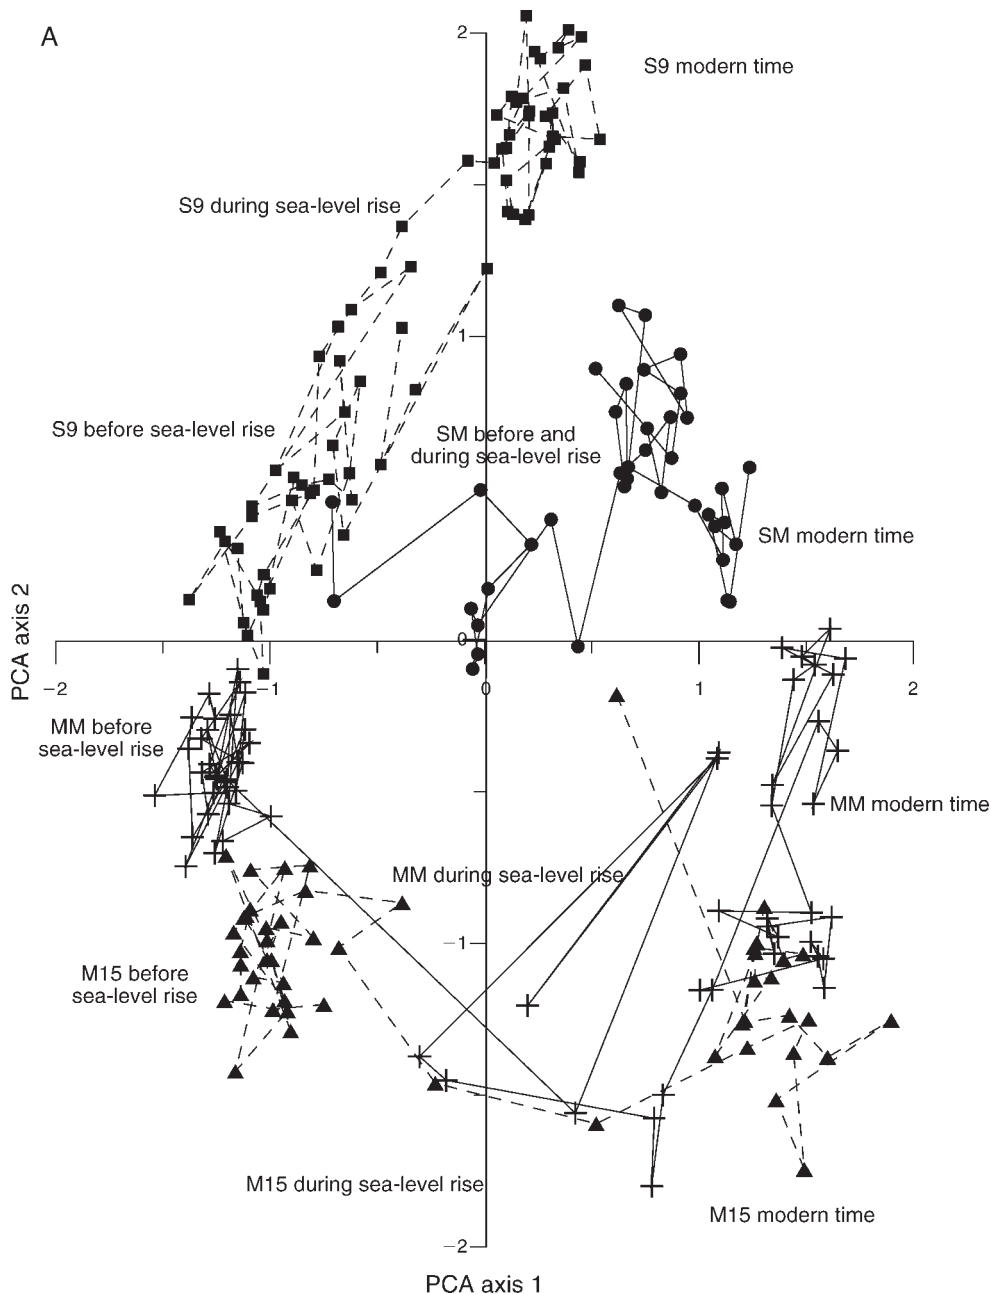 A
2
S9 modern time
S9 during sea-level rise
1
S9 before sea-level rise
SM before and
during sea-level rise
SM modern time
PCA axis 2
0
−2
−1
0
1
2
MM before
sea-level rise
MM modern time
MM during sea-level rise
−1
M15 before
sea-level rise
M15 during sea-level rise
M15 modern time
−2
PCA axis 1